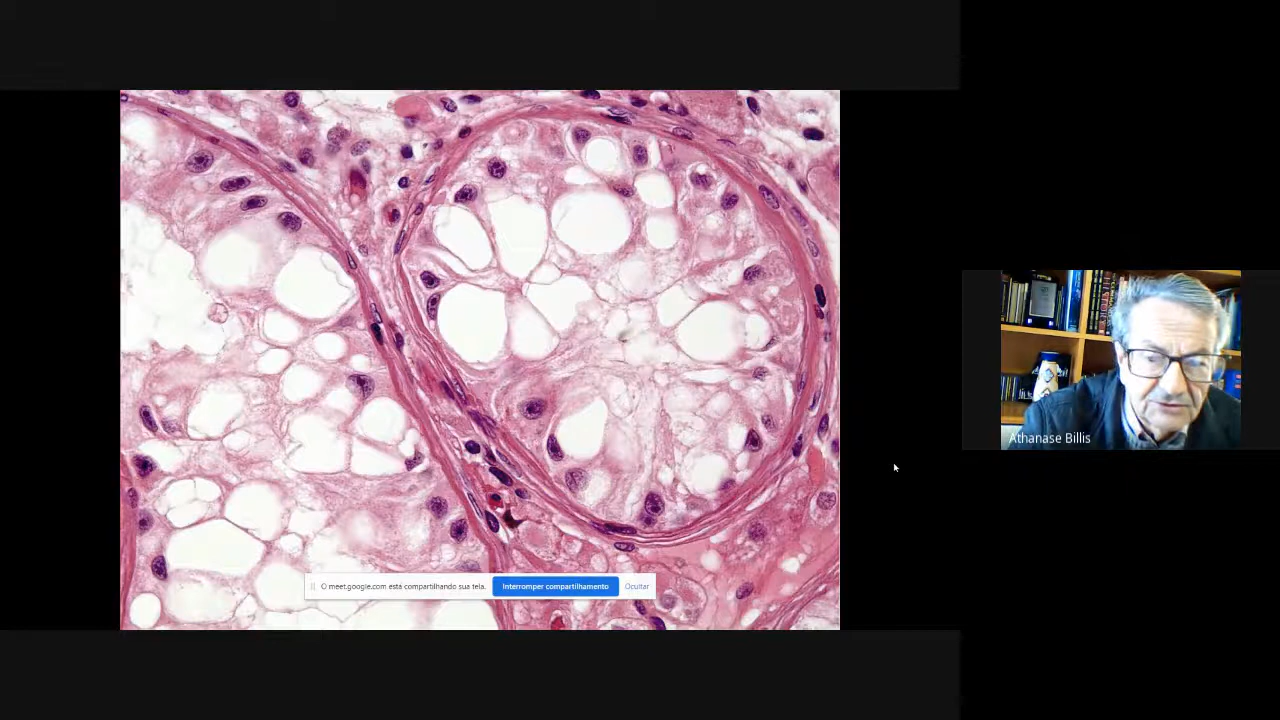 Athanase Billis
O meet.google.com está compartilhando sua tela.
Interromper compartilhamento
Ocultar